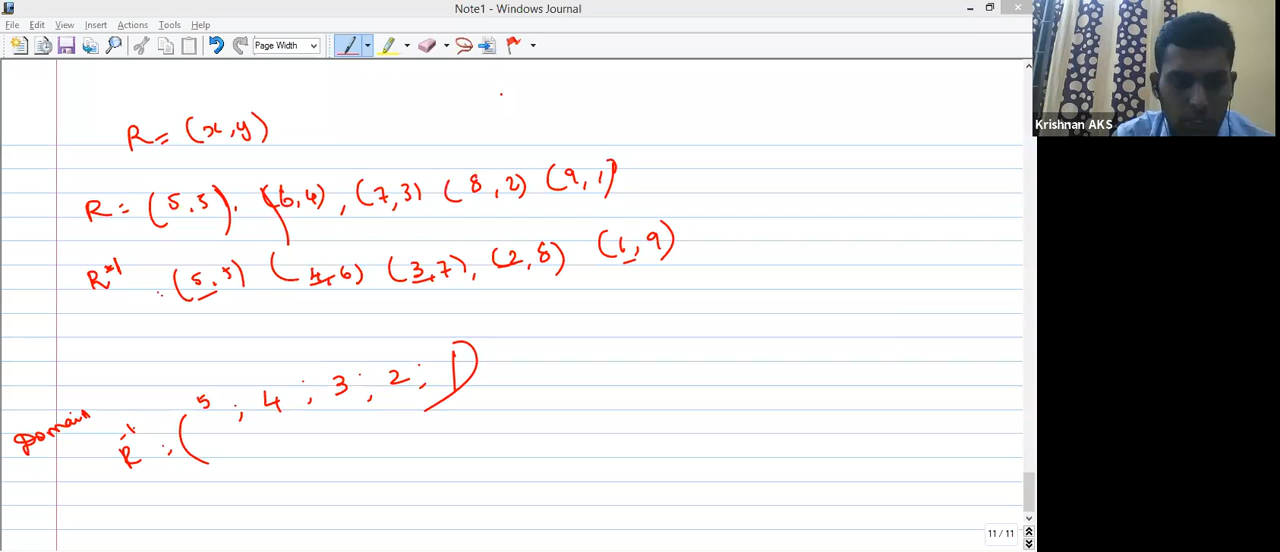 Note1 - Windows Journal
File Edit View Insert Actions Tools Help
Page Width
Krishnan AKS
R = (x, y)
R = (5, 5), (6, 4), (7, 3) (8, 2) (9, 1)
R⁻¹ : (5, 5) (4, 6) (3, 7), (2, 8) (1, 9)
Domain R⁻¹ : (5 ; 4 ; 3 ; 2 ; 1)
11 / 11